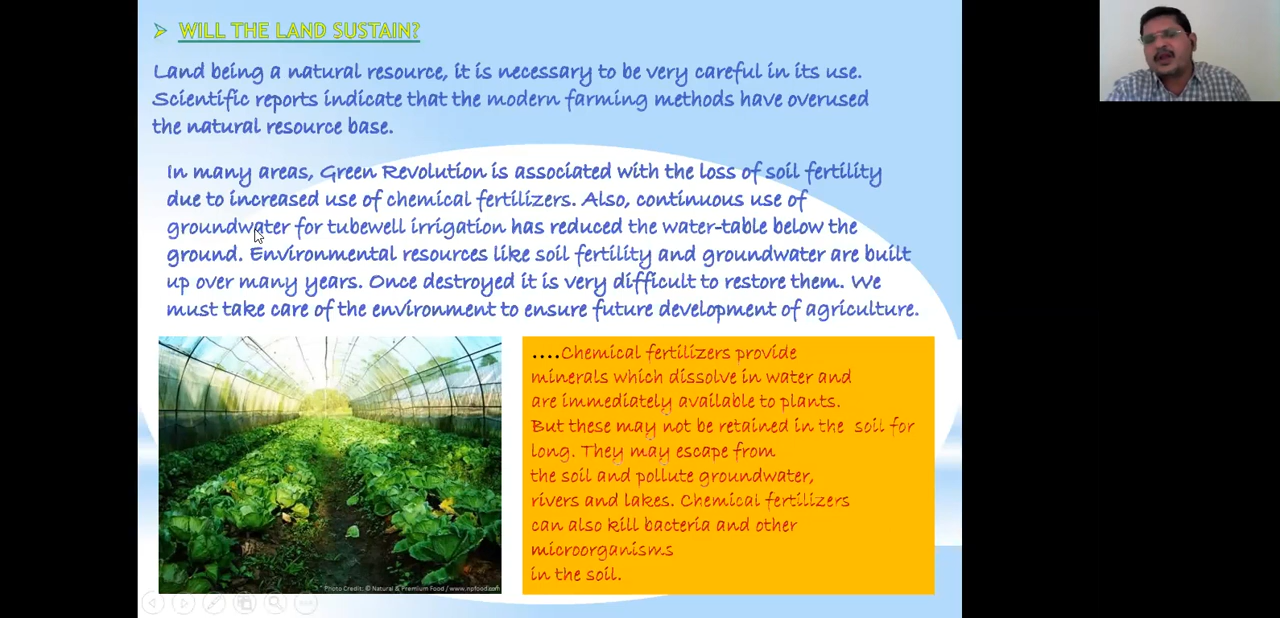 WILL THE LAND SUSTAIN?
Land being a natural resource, it is necessary to be very careful in its use.
Scientific reports indicate that the modern farming methods have overused
the natural resource base.
In many areas, Green Revolution is associated with the loss of soil fertility
due to increased use of chemical fertilizers. Also, continuous use of
groundwater for tubewell irrigation has reduced the water-table below the
ground. Environmental resources like soil fertility and groundwater are built
up over many years. Once destroyed it is very difficult to restore them. We
must take care of the environment to ensure future development of agriculture.
....Chemical fertilizers provide
minerals which dissolve in water and
are immediately available to plants.
But these may not be retained in the soil for
long. They may escape from
the soil and pollute groundwater,
rivers and lakes. Chemical fertilizers
can also kill bacteria and other
microorganisms
in the soil.
Photo Credit: © Natural & Premium Food / www.npfood.com